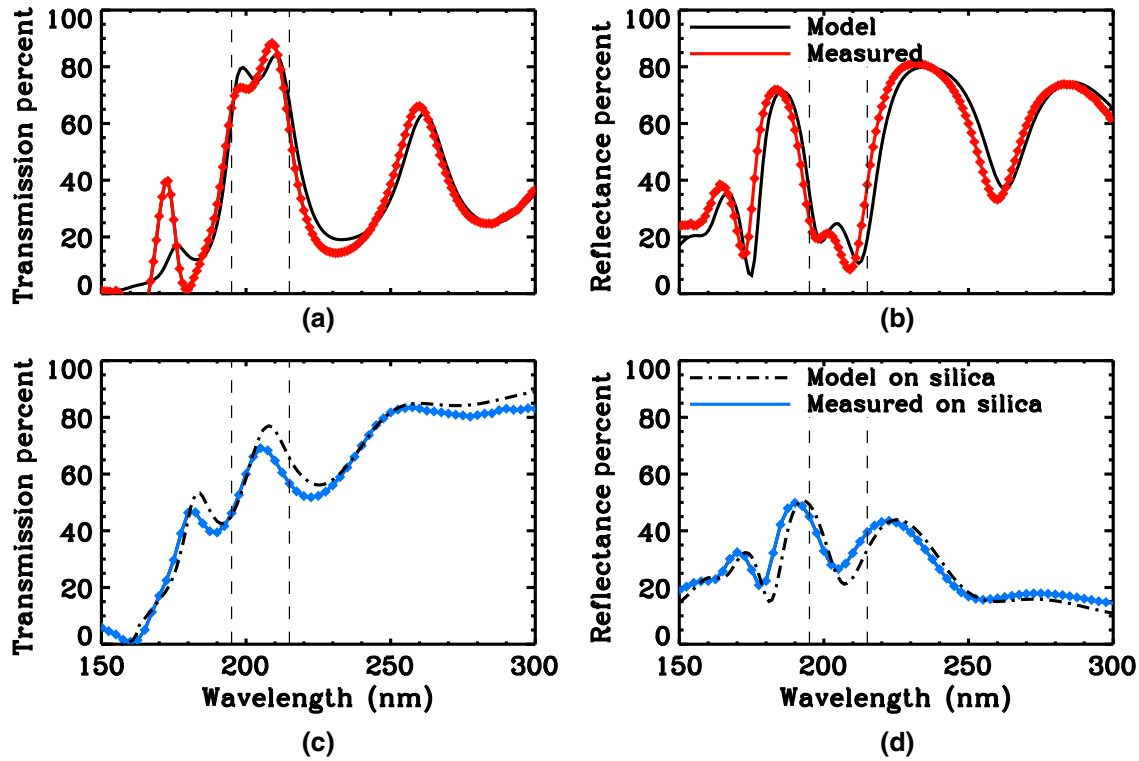 Transmission percent
100
80
60
40
20
0
(a)
Reflectance percent
100
80
60
40
20
0
Model
Measured
(b)
Transmission percent
100
80
60
40
20
0
150
200
250
300
Wavelength (nm)
(c)
Reflectance percent
100
80
60
40
20
0
Model on silica
Measured on silica
150
200
250
300
Wavelength (nm)
(d)